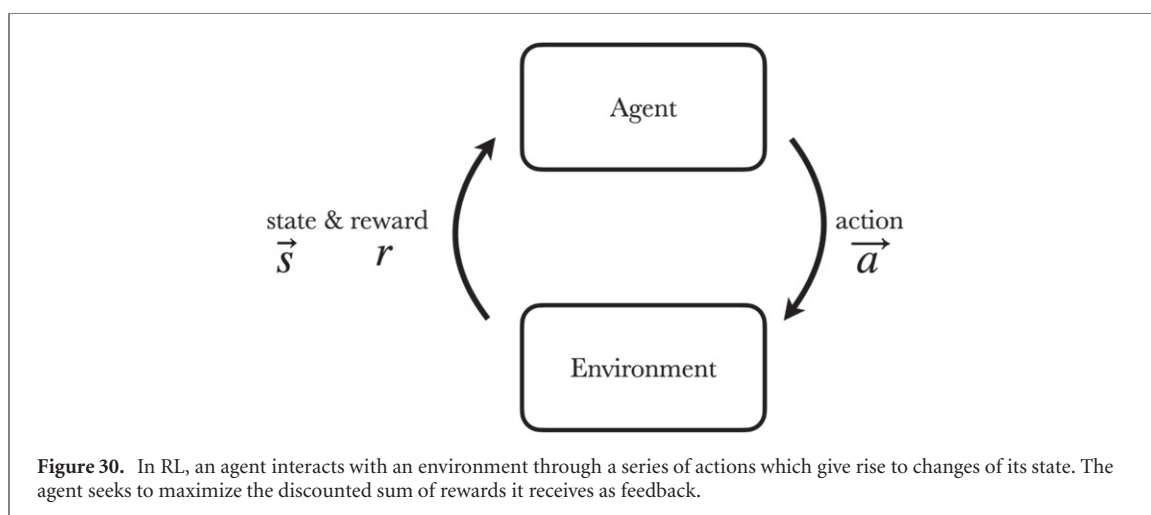 Agent
state & reward
s⃗ r
action
a⃗
Environment
Figure 30. In RL, an agent interacts with an environment through a series of actions which give rise to changes of its state. The
agent seeks to maximize the discounted sum of rewards it receives as feedback.